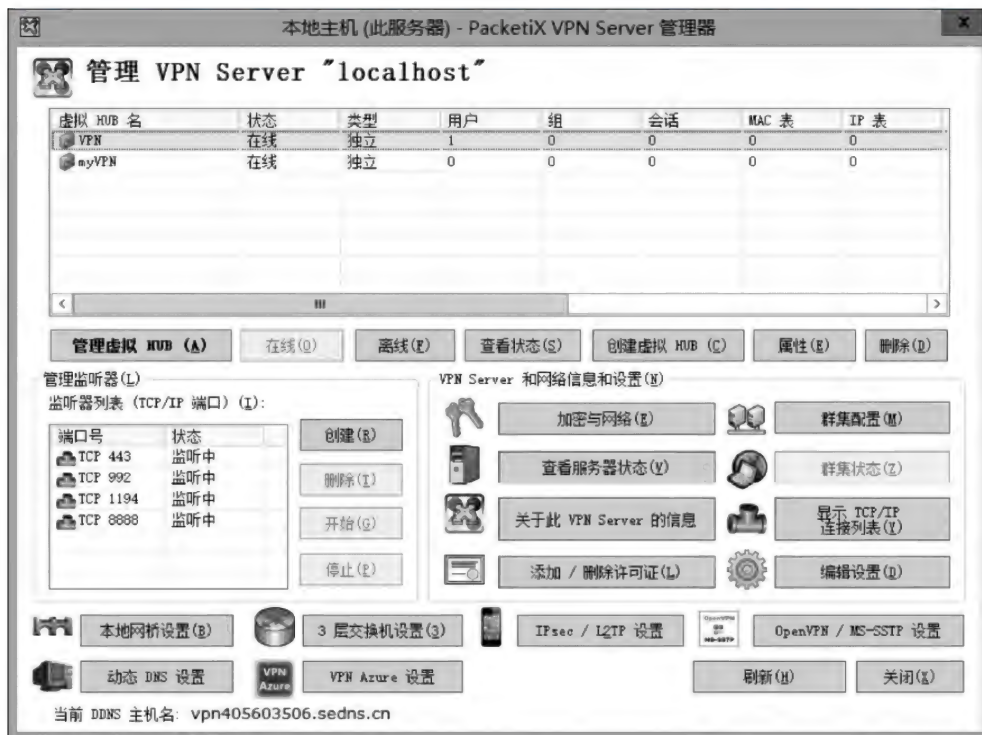 本地主机 (此服务器) - PacketiX VPN Server 管理器
x
管理 VPN Server "localhost"
虚拟 HUB 名 状态 类型 用户 组 会话 MAC 表 IP 表
VPN 在线 独立 1 0 0 0 0
myVPN 在线 独立 0 0 0 0 0
管理虚拟 HUB (A) 在线(O) 离线(F) 查看状态(S) 创建虚拟 HUB (C) 属性(E) 删除(D)
管理监听器(L) VPN Server 和网络信息和设置(N)
监听器列表 (TCP/IP 端口) (I):
端口号 状态
TCP 443 监听中
TCP 992 监听中
TCP 1194 监听中
TCP 8888 监听中
创建(R)
删除(T)
开始(G)
停止(P)
加密与网络(E) 群集配置(M)
查看服务器状态(V) 群集状态(Z)
关于此 VPN Server 的信息 显示 TCP/IP
连接列表(Y)
添加 / 删除许可证(L) 编辑设置(D)
本地网桥设置(B) 3 层交换机设置(3) IPsec / L2TP 设置 OpenVPN
MS-SSTP OpenVPN / MS-SSTP 设置
动态 DNS 设置 VPN
Azure VPN Azure 设置 刷新(H) 关闭(X)
当前 DDNS 主机名: vpn405603506.sedns.cn